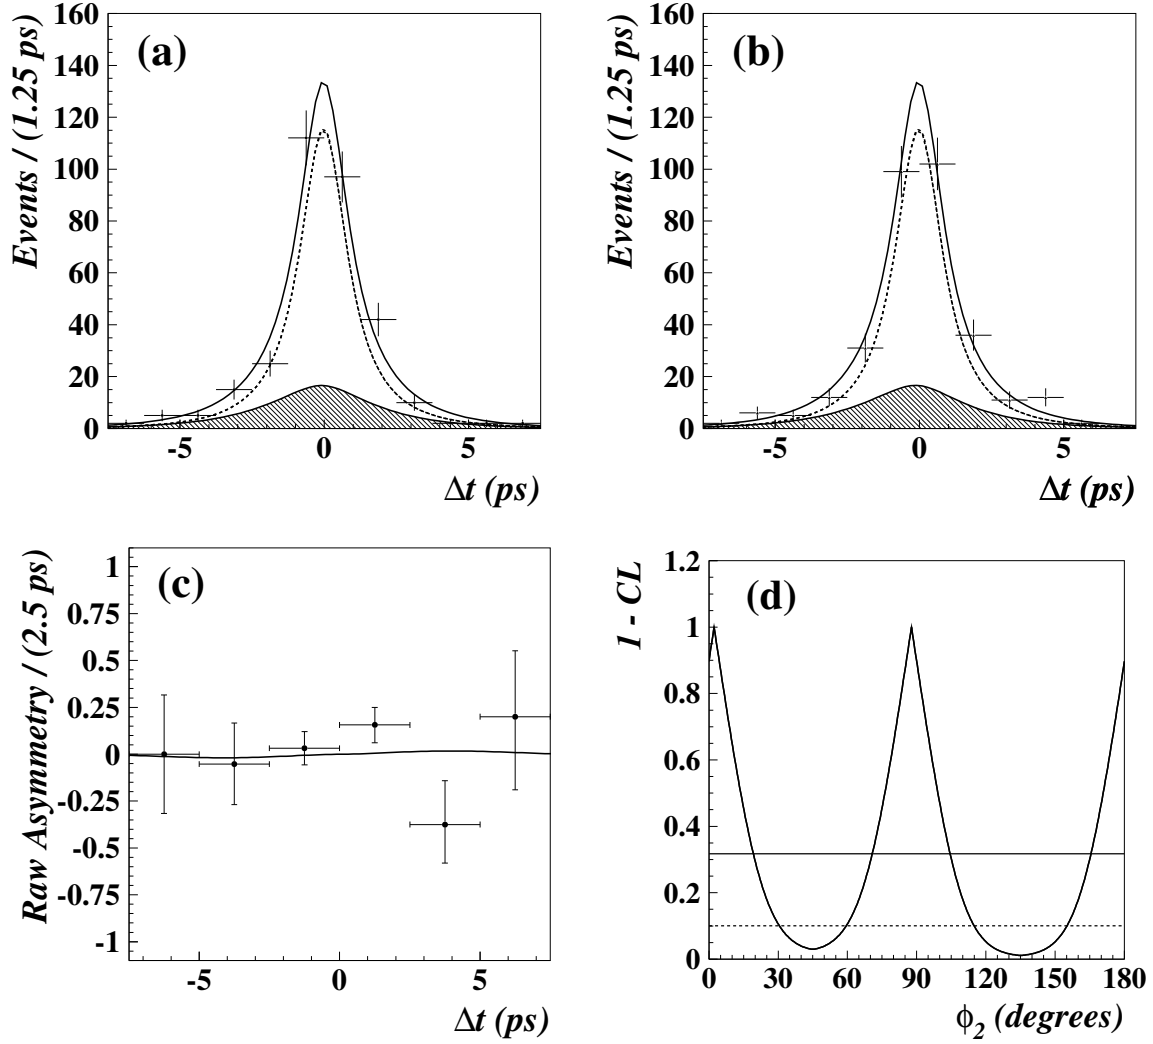 (a)
Events / (1.25 ps)
160
140
120
100
80
60
40
20
0
-5 0 5
Δt (ps)
(b)
Events / (1.25 ps)
160
140
120
100
80
60
40
20
0
-5 0 5
Δt (ps)
(c)
Raw Asymmetry / (2.5 ps)
1
0.75
0.5
0.25
0
-0.25
-0.5
-0.75
-1
-5 0 5
Δt (ps)
(d)
1 - CL
1.2
1
0.8
0.6
0.4
0.2
0
0 30 60 90 120 150 180
ϕ2 (degrees)